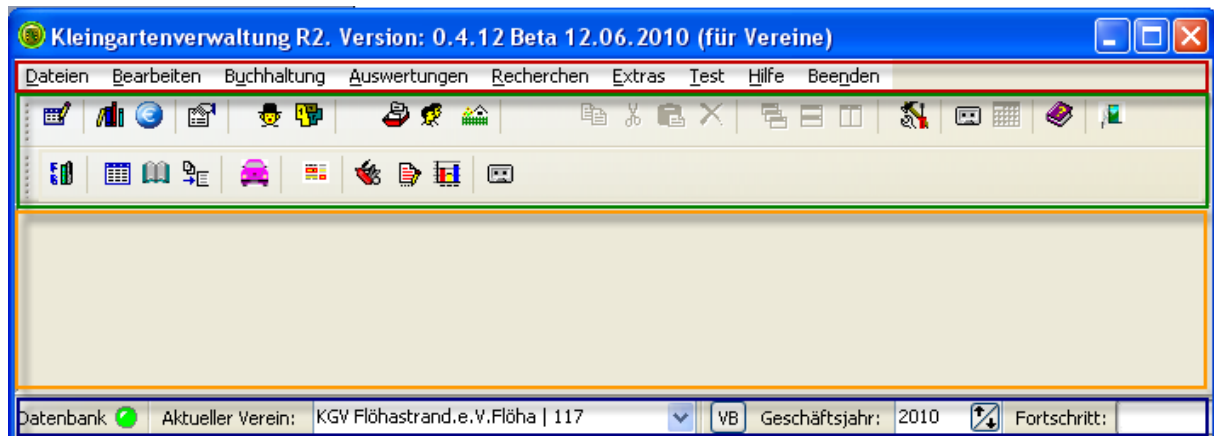 Kleingartenverwaltung R2. Version: 0.4.12 Beta 12.06.2010 (für Vereine)
Dateien Bearbeiten Buchhaltung Auswertungen Recherchen Extras Test Hilfe Beenden
Datenbank Aktueller Verein: KGV Flöhastrand.e.V.Flöha | 117 VB Geschäftsjahr: 2010 Fortschritt: